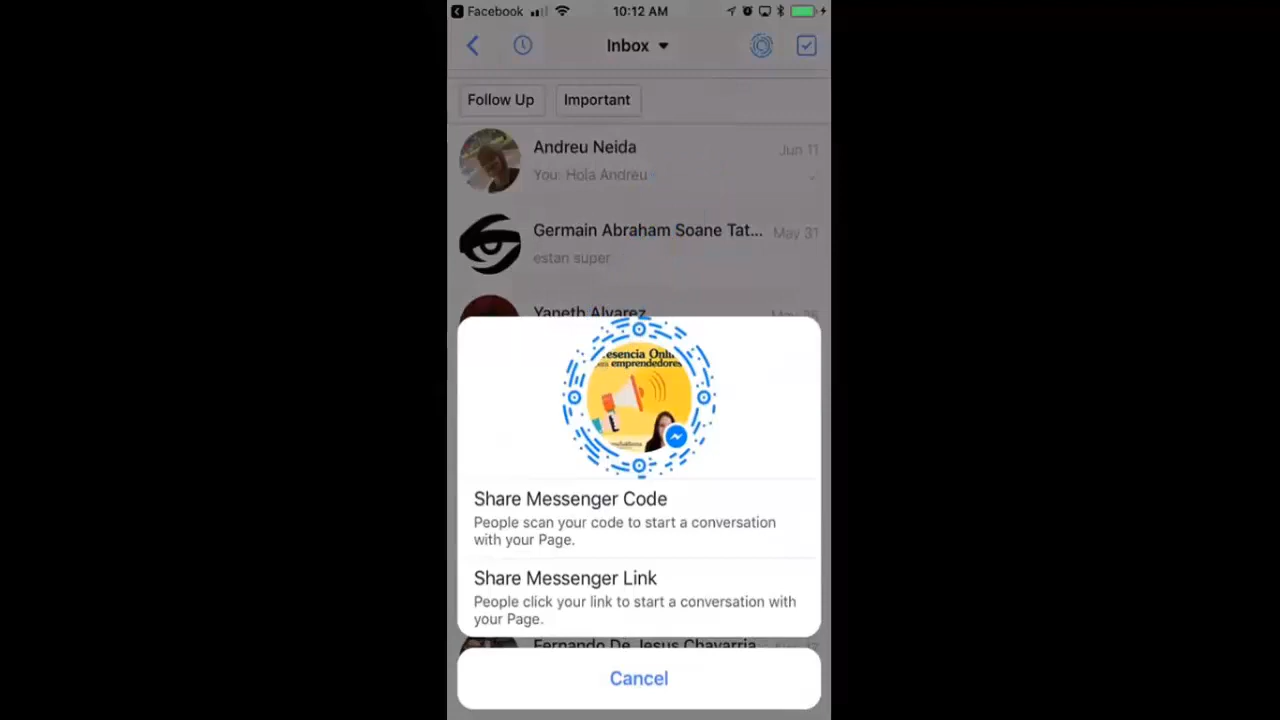 Facebook
10:12 AM
Inbox
Follow Up
Important
Andreu Neida
Jun 11
You: Hola Andreu
Germain Abraham Soane Tat...
May 31
estan super
Yaneth Alvarez
esencia Onli
emprendedores
Share Messenger Code
People scan your code to start a conversation
with your Page.
Share Messenger Link
People click your link to start a conversation with
your Page.
Fernando De Jesus Chavarria
Cancel